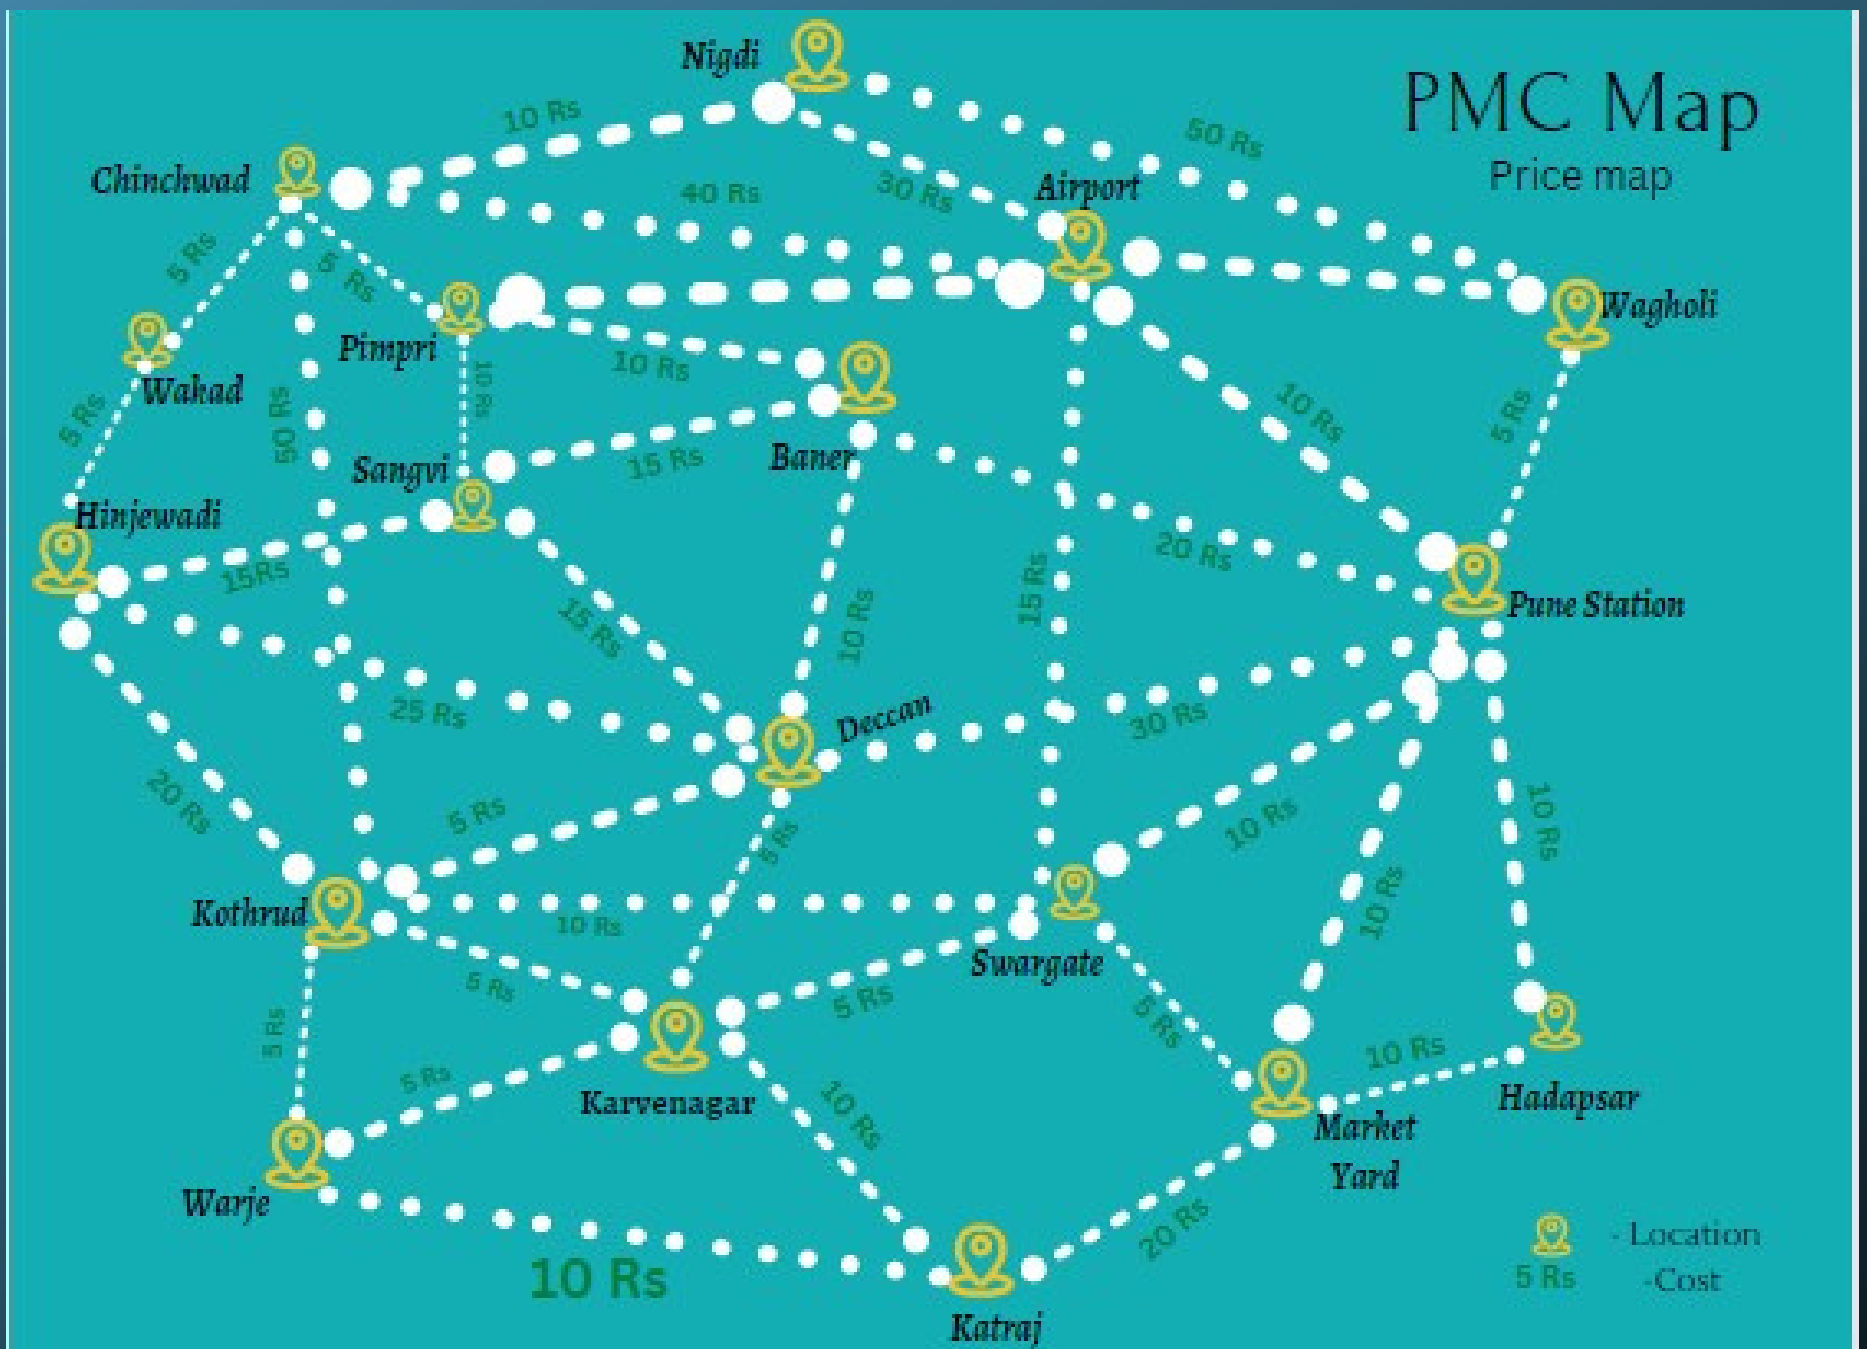 Nigdi
PMC Map
Price map
10 Rs
50 Rs
Chinchwad
40 Rs
30 Rs
Airport
5 Rs
5 Rs
Wagholi
Pimpri
10 Rs
10 Rs
Wakad
5 Rs
50 Rs
10 Rs
5 Rs
Sangvi
15 Rs
Baner
Hinjewadi
15Rs
20 Rs
15 Rs
Pune Station
15 Rs
10 Rs
25 Rs
Deccan
30 Rs
20 Rs
5 Rs
5 Rs
10 Rs
10 Rs
Kothrud
10 Rs
10 Rs
Swargate
5 Rs
5 Rs
5 Rs
5 Rs
10 Rs
5 Rs
Karvenagar
10 Rs
Hadapsar
Market
Yard
Warje
20 Rs
10 Rs
Katraj
- Location
5 Rs -Cost